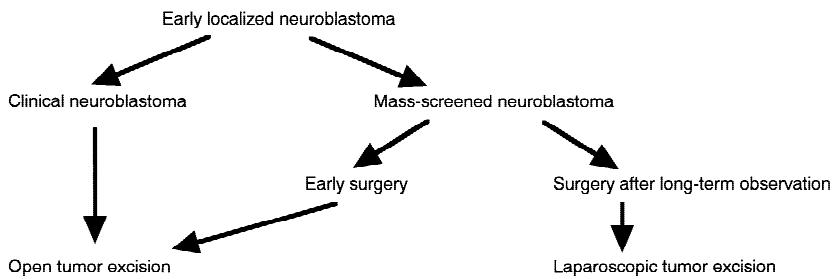 Early localized neuroblastoma
Clinical neuroblastoma
Mass-screened neuroblastoma
Early surgery
Surgery after long-term observation
Open tumor excision
Laparoscopic tumor excision